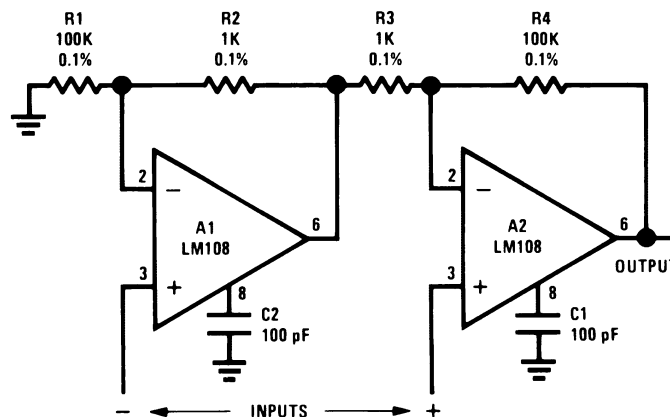 R1 R2 R3 R4
100K 1K 1K 100K
0.1% 0.1% 0.1% 0.1%
2 − 2 −
A1 6 A2 6
LM108 LM108
OUTPUT
3 + 3 +
8 8
C2 C1
100 pF 100 pF
− INPUTS +